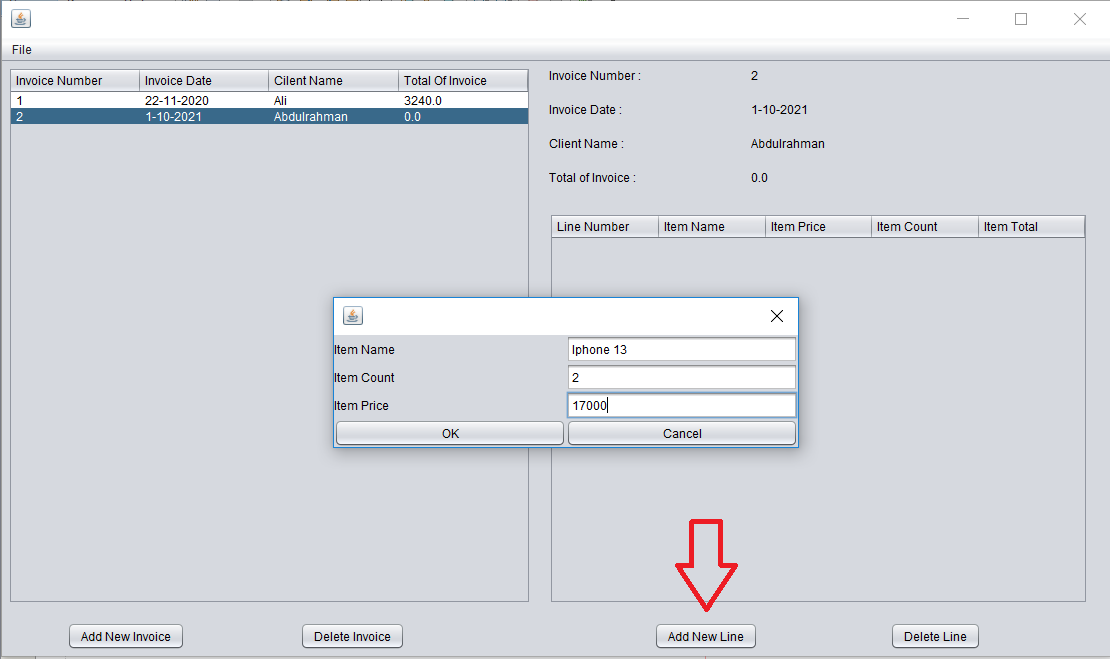 File
Invoice Number Invoice Date Cilent Name Total Of Invoice
1 22-11-2020 Ali 3240.0
2 1-10-2021 Abdulrahman 0.0
Invoice Number : 2
Invoice Date : 1-10-2021
Client Name : Abdulrahman
Total of Invoice : 0.0
Line Number Item Name Item Price Item Count Item Total
Item Name Iphone 13
Item Count 2
Item Price 17000
OK Cancel
Add New Invoice Delete Invoice Add New Line Delete Line